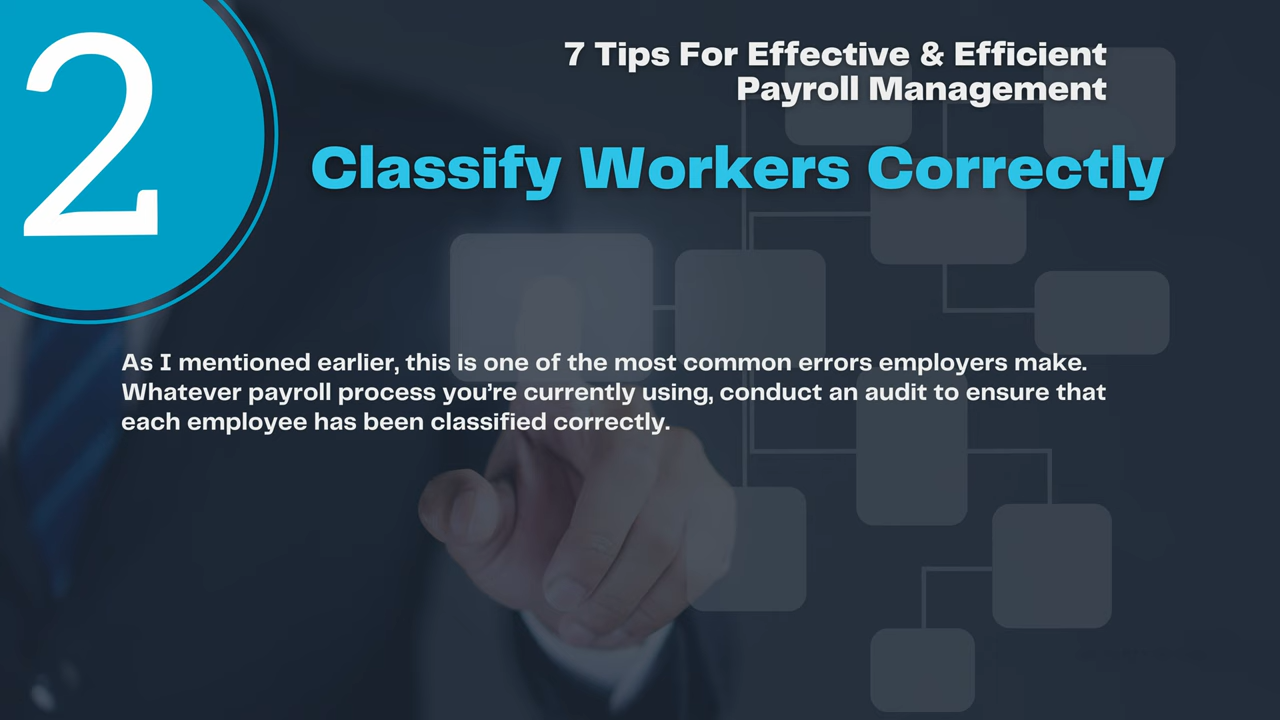 2
7 Tips For Effective & Efficient
Payroll Management
Classify Workers Correctly
As I mentioned earlier, this is one of the most common errors employers make.
Whatever payroll process you’re currently using, conduct an audit to ensure that
each employee has been classified correctly.